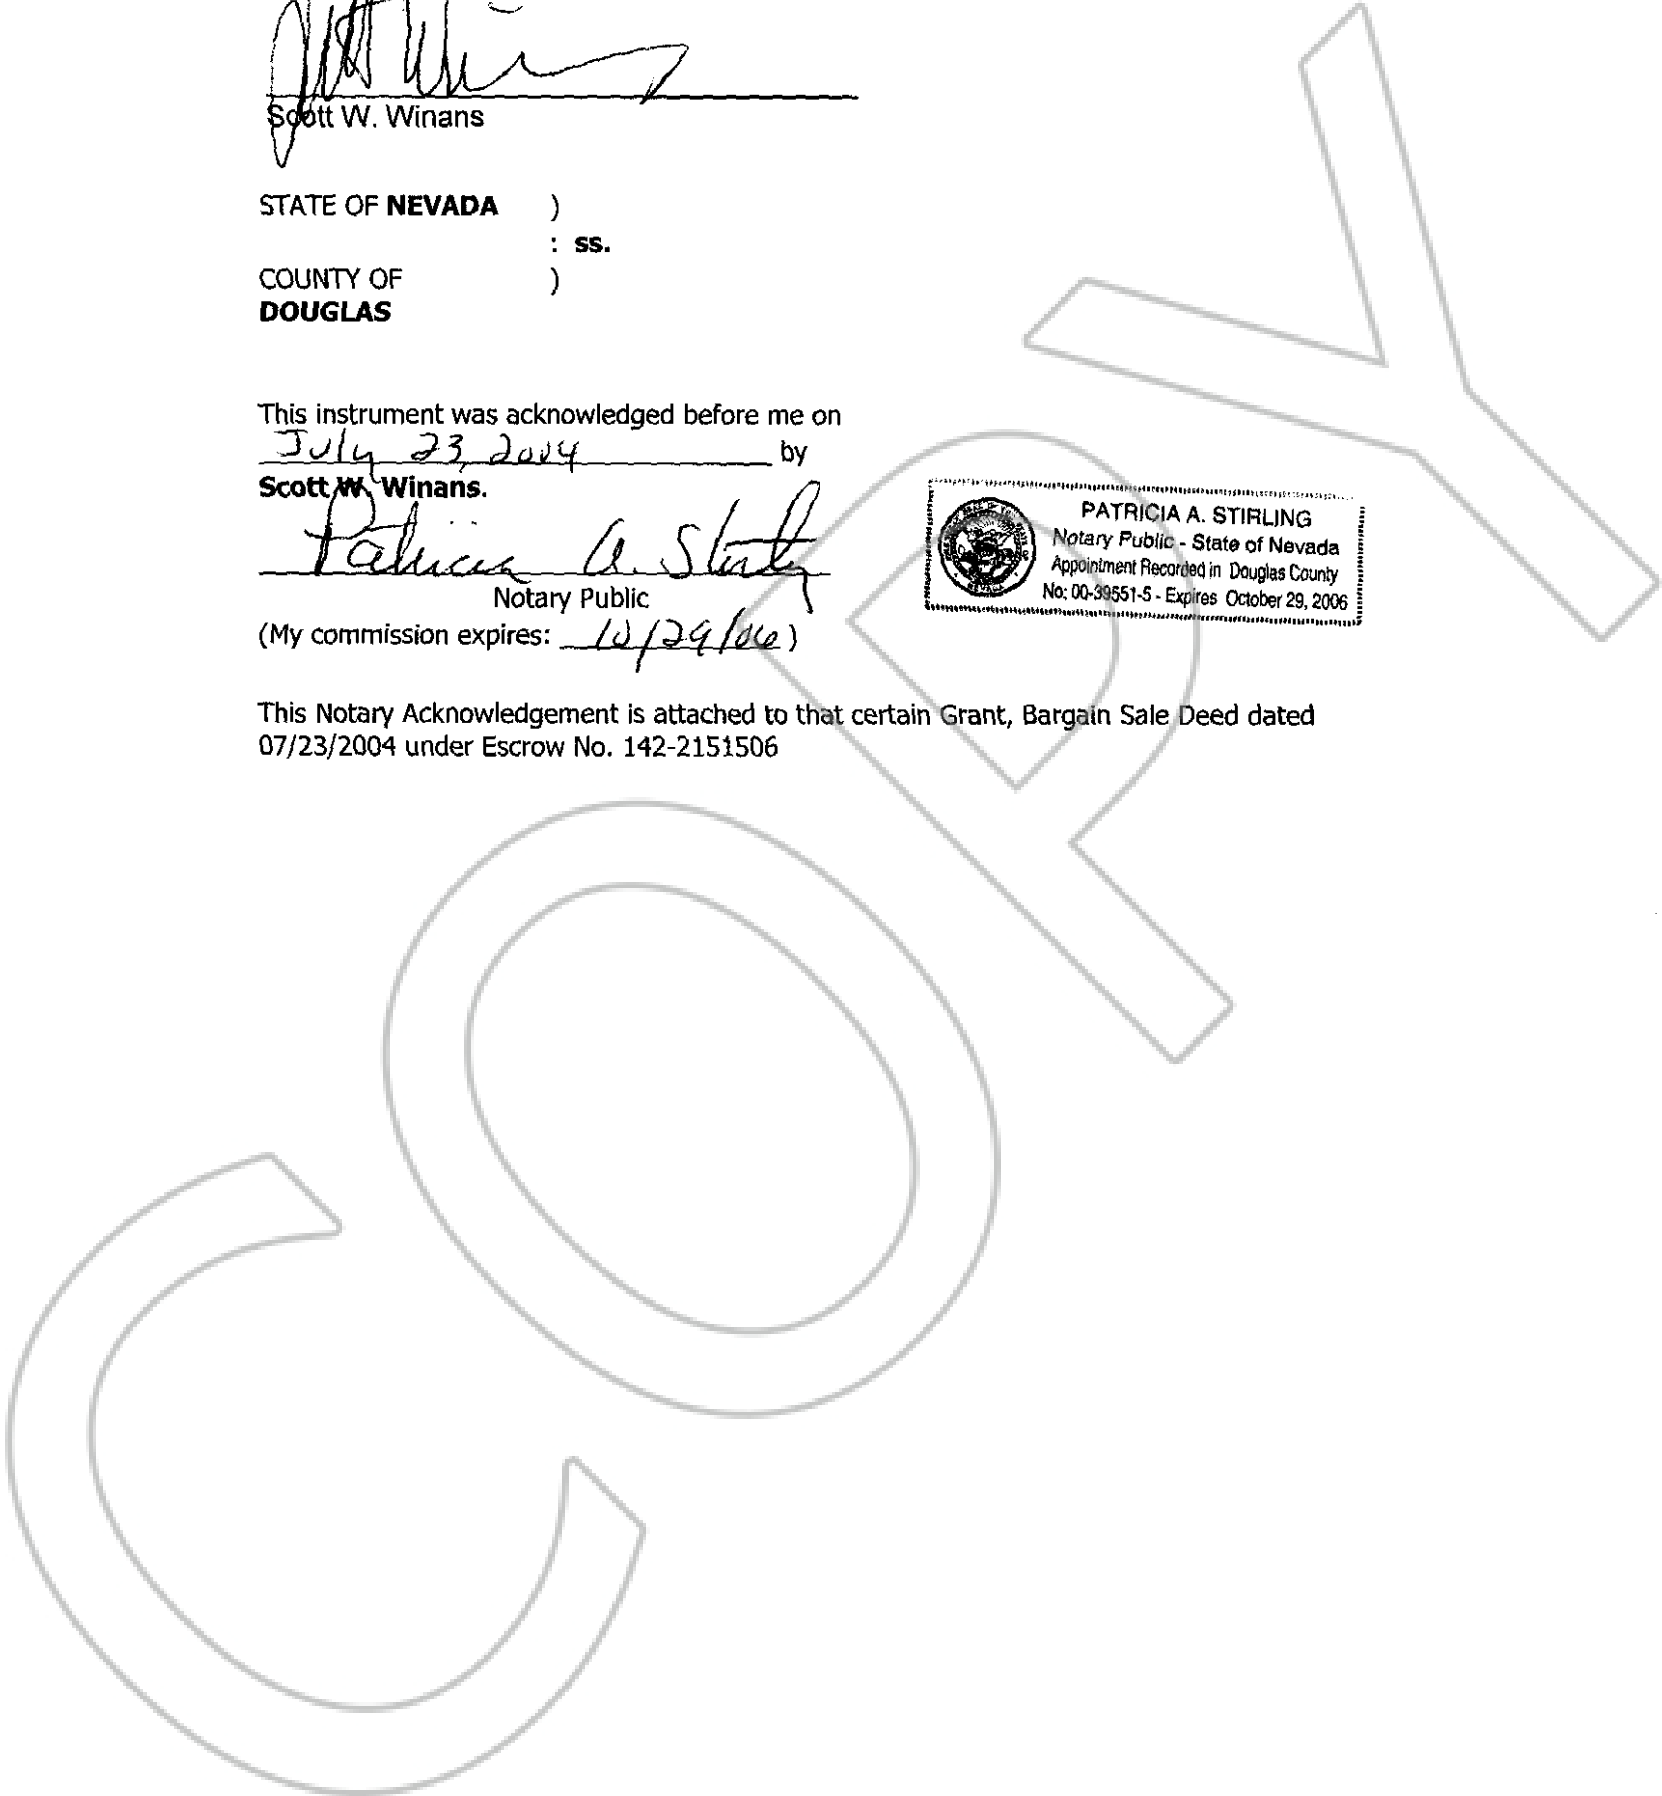 Scott W. Winans
STATE OF NEVADA )
: ss.
COUNTY OF )
DOUGLAS
This instrument was acknowledged before me on
July 23, 2004 by
Scott W. Winans.
Patricia A. Stirling
Notary Public
(My commission expires: 10/29/06)
PATRICIA A. STIRLING
Notary Public - State of Nevada
Appointment Recorded in Douglas County
No: 00-39551-5 - Expires October 29, 2006
This Notary Acknowledgement is attached to that certain Grant, Bargain Sale Deed dated
07/23/2004 under Escrow No. 142-2151506
COPY